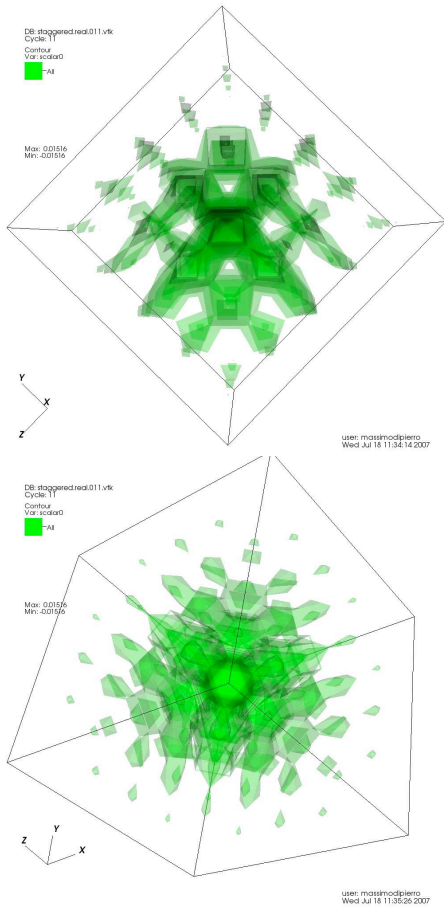 DB: staggered.real.011.vtk
Cycle: 11
Contour
Var: scalar0
All
Max: 0.01516
Min: -0.01516
Y
X
Z
user: massimodipierro
Wed Jul 18 11:34:14 2007
DB: staggered.real.011.vtk
Cycle: 11
Contour
Var: scalar0
All
Max: 0.01516
Min: -0.01516
Y
Z
X
user: massimodipierro
Wed Jul 18 11:35:26 2007